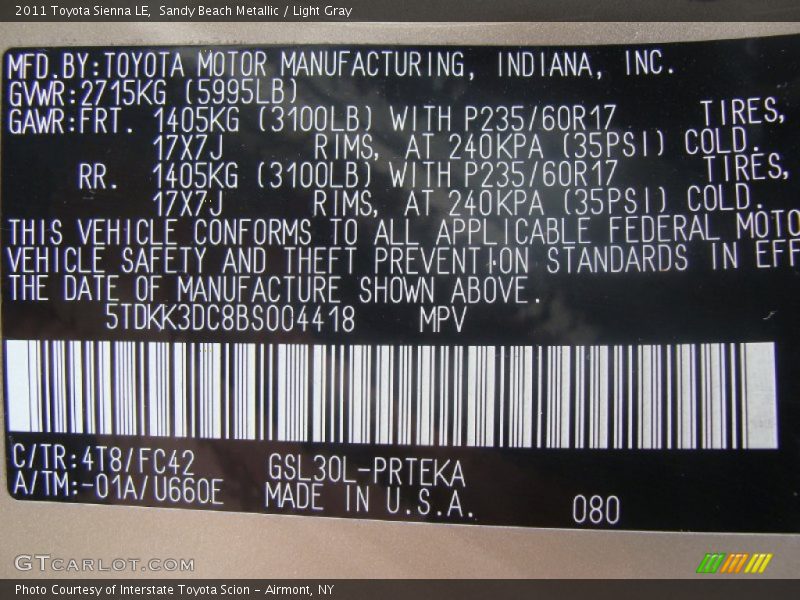 2011 Toyota Sienna LE, Sandy Beach Metallic / Light Gray
MFD.BY:TOYOTA MOTOR MANUFACTURING, INDIANA, INC.
GVWR:2715KG (5995LB)
GAWR:FRT. 1405KG (3100LB) WITH P235/60R17 TIRES,
17X7J RIMS, AT 240KPA (35PSI) COLD.
RR. 1405KG (3100LB) WITH P235/60R17 TIRES,
17X7J RIMS, AT 240KPA (35PSI) COLD.
THIS VEHICLE CONFORMS TO ALL APPLICABLE FEDERAL MOTO
VEHICLE SAFETY AND THEFT PREVENTION STANDARDS IN EFF
THE DATE OF MANUFACTURE SHOWN ABOVE.
5TDKK3DC8BS004418 MPV
C/TR:4T8/FC42 GSL30L-PRTEKA
A/TM:-01A/U660E MADE IN U.S.A. 080
GTCARLOT.COM
Photo Courtesy of Interstate Toyota Scion - Airmont, NY